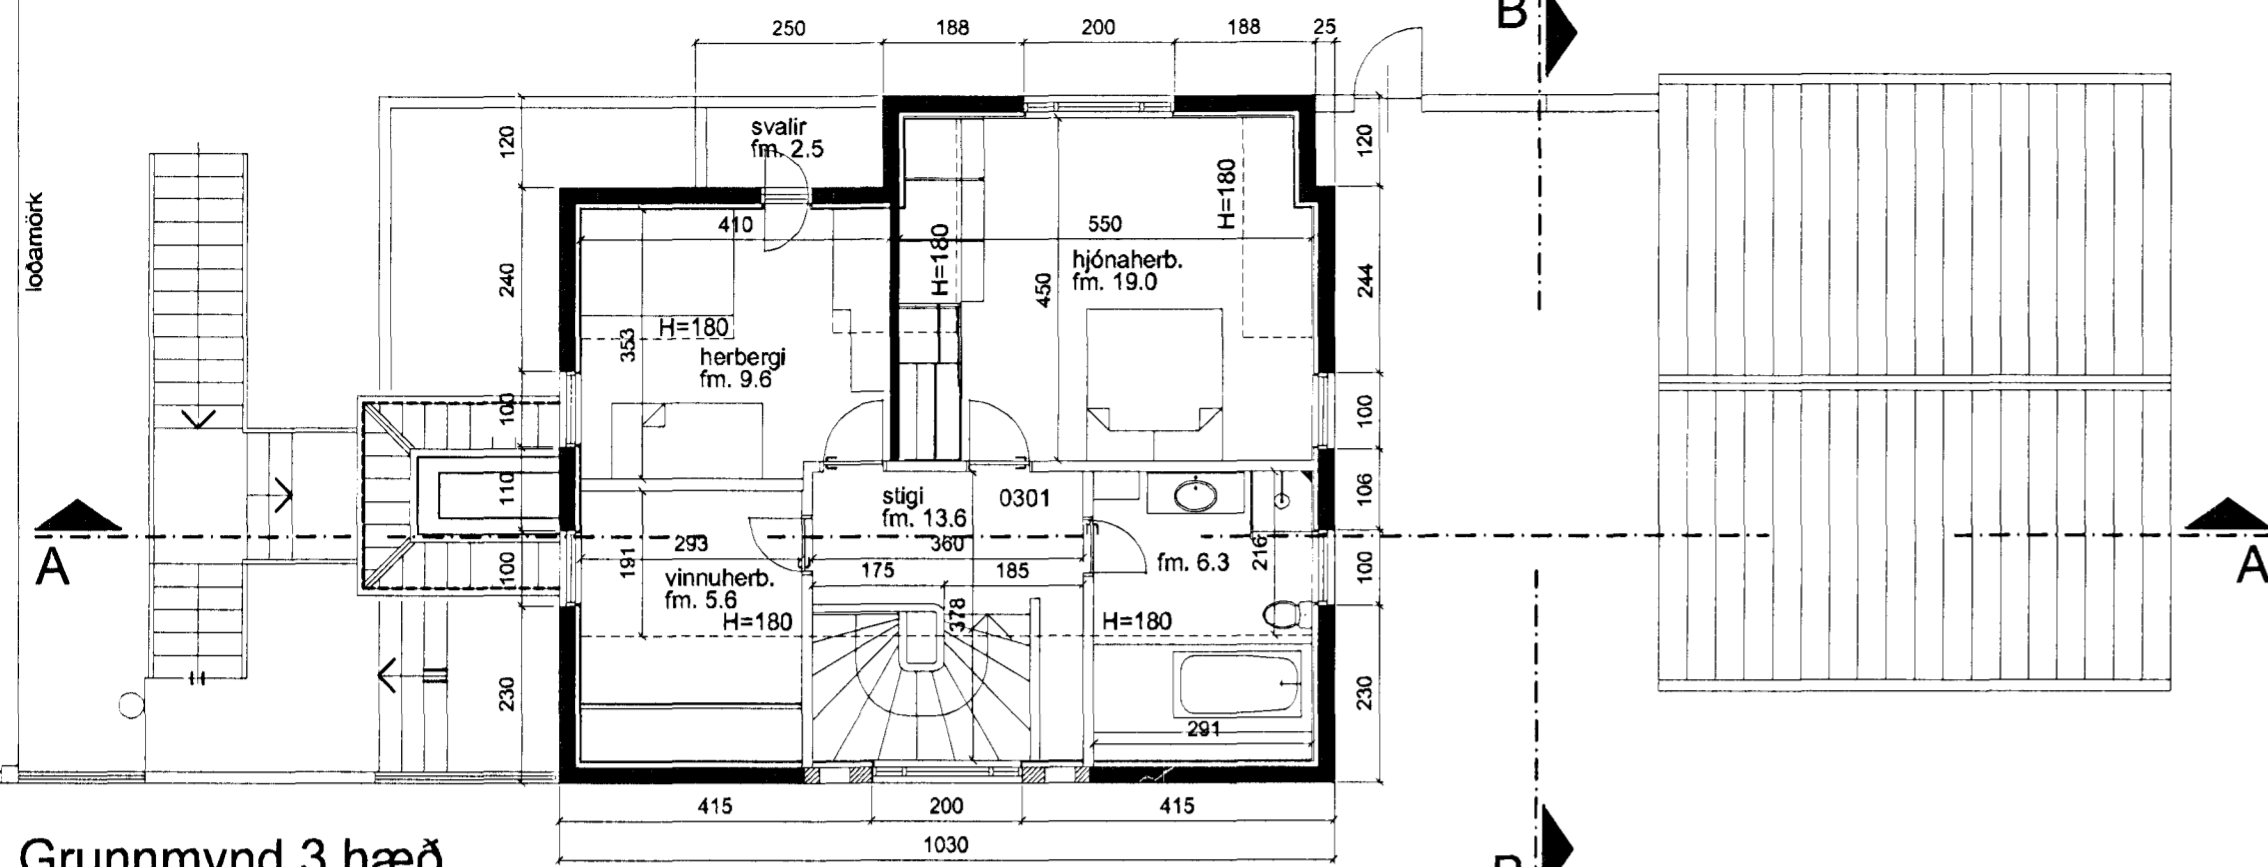 B
250 188 200 188 25
svalir
fm. 2.5
120
120
loðamörk
H=180
410
550
240
H=180
hjónaherb.
fm. 19.0
450
244
H=180
353
herbergi
fm. 9.6
100
100
110
stigi
fm. 13.6
0301
106
A
293
360
A
191
175 185
216
fm. 6.3
100
100
vinnuherb.
fm. 5.6
H=180
378
H=180
230
230
291
415 200 415
1030
Grunnmynd 3 hæð
B